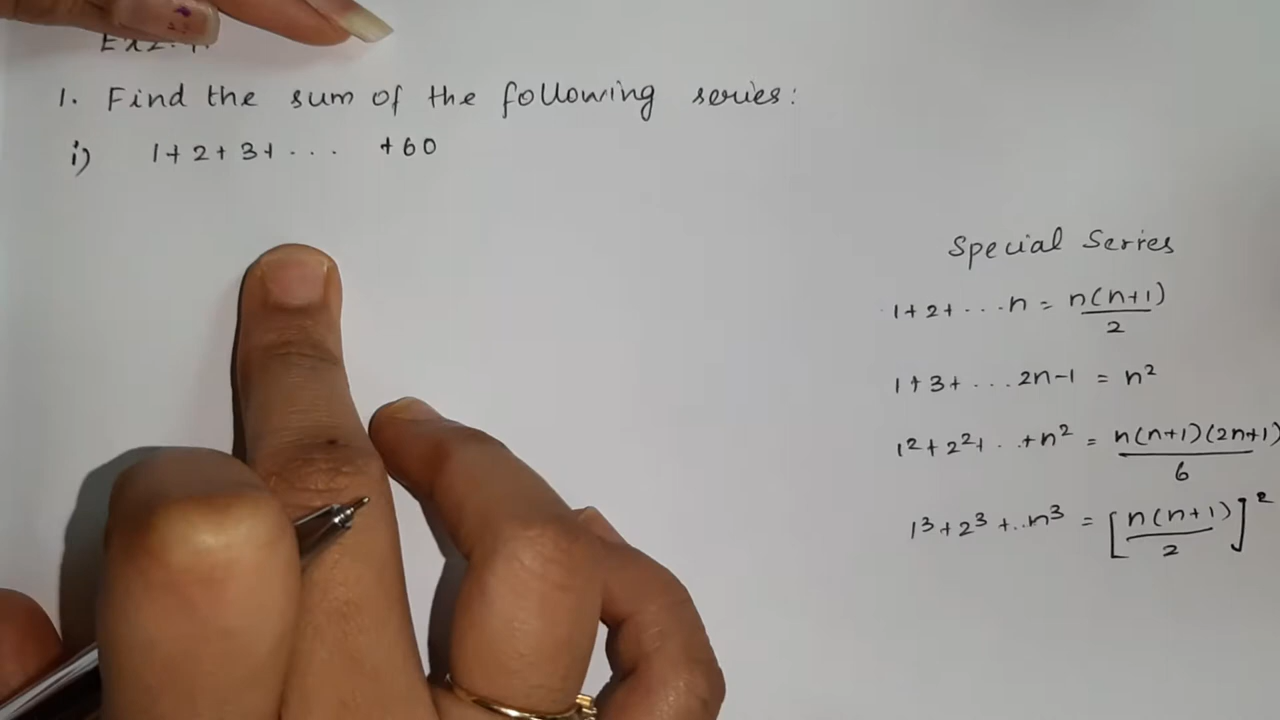 1. Find the sum of the following series:
i) 1+2+3+... +60
Special Series
1+2+...n = n(n+1)/2
1+3+...2n-1 = n²
1²+2²+...+n² = n(n+1)(2n+1)/6
1³+2³+..n³ = [n(n+1)/2]²